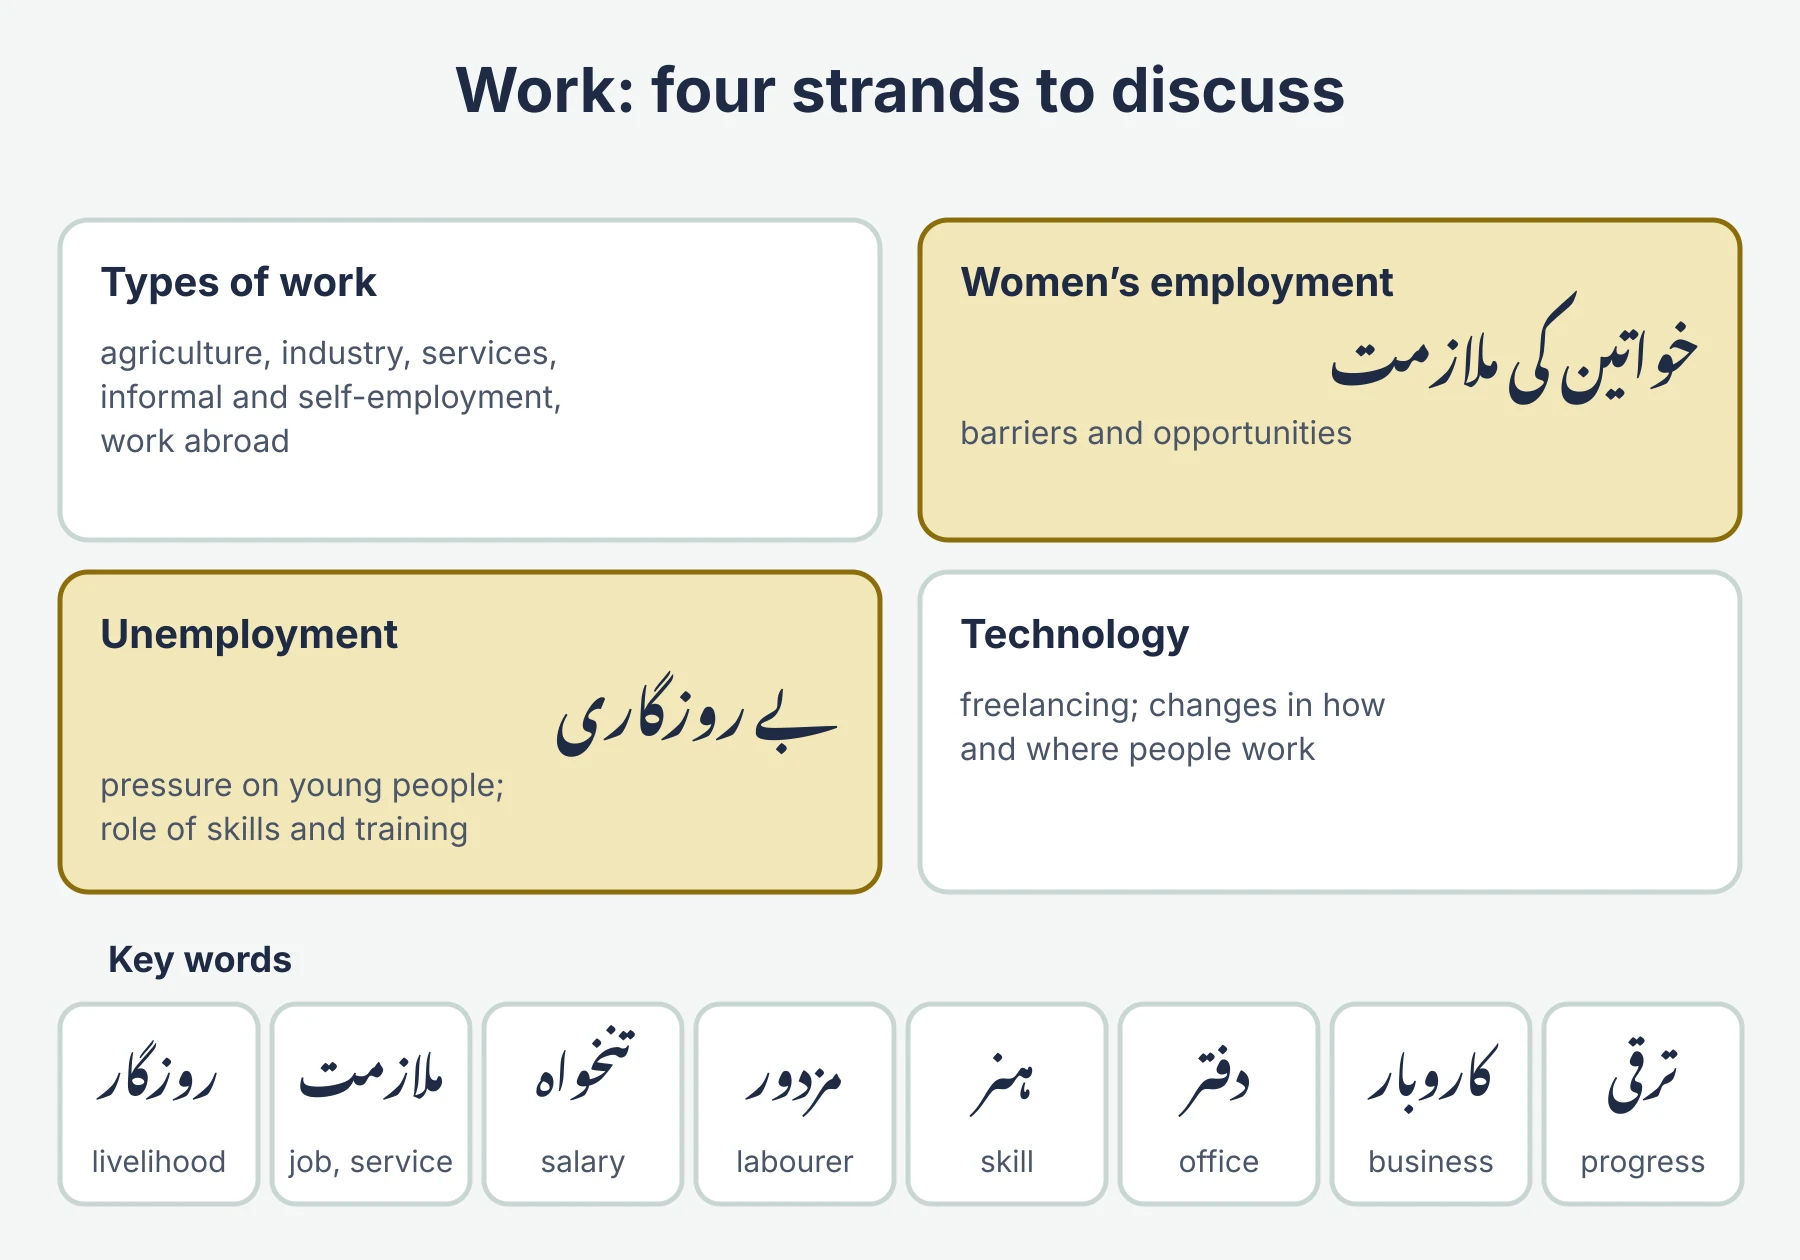 Work: four strands to discuss
Types of work
agriculture, industry, services,
informal and self-employment,
work abroad
Women’s employment
خواتین کی ملازمت
barriers and opportunities
Unemployment
بے روزگاری
pressure on young people;
role of skills and training
Technology
freelancing; changes in how
and where people work
Key words
روزگار
livelihood
ملازمت
job, service
تنخواہ
salary
مزدور
labourer
ہنر
skill
دفتر
office
کاروبار
business
ترقی
progress